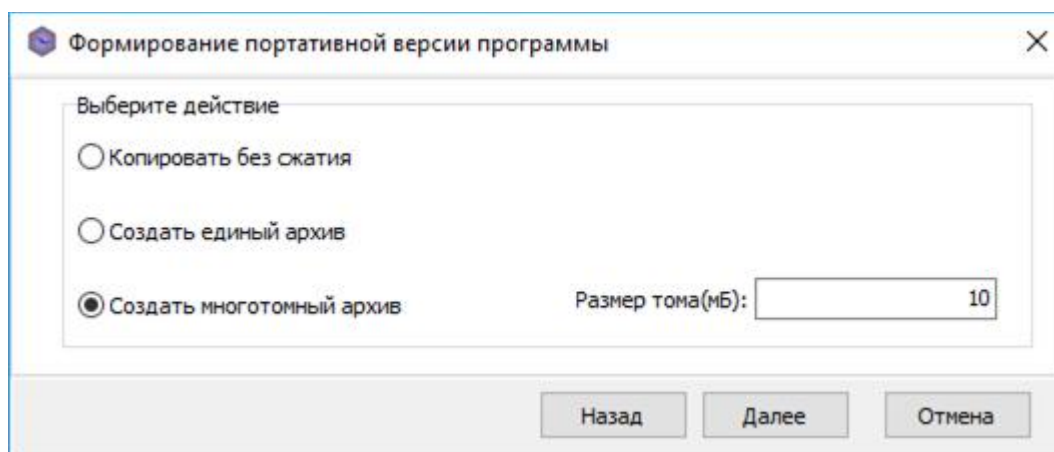 Формирование портативной версии программы
Выберите действие
Копировать без сжатия
Создать единый архив
Создать многотомный архив Размер тома(мБ): 10
Назад Далее Отмена